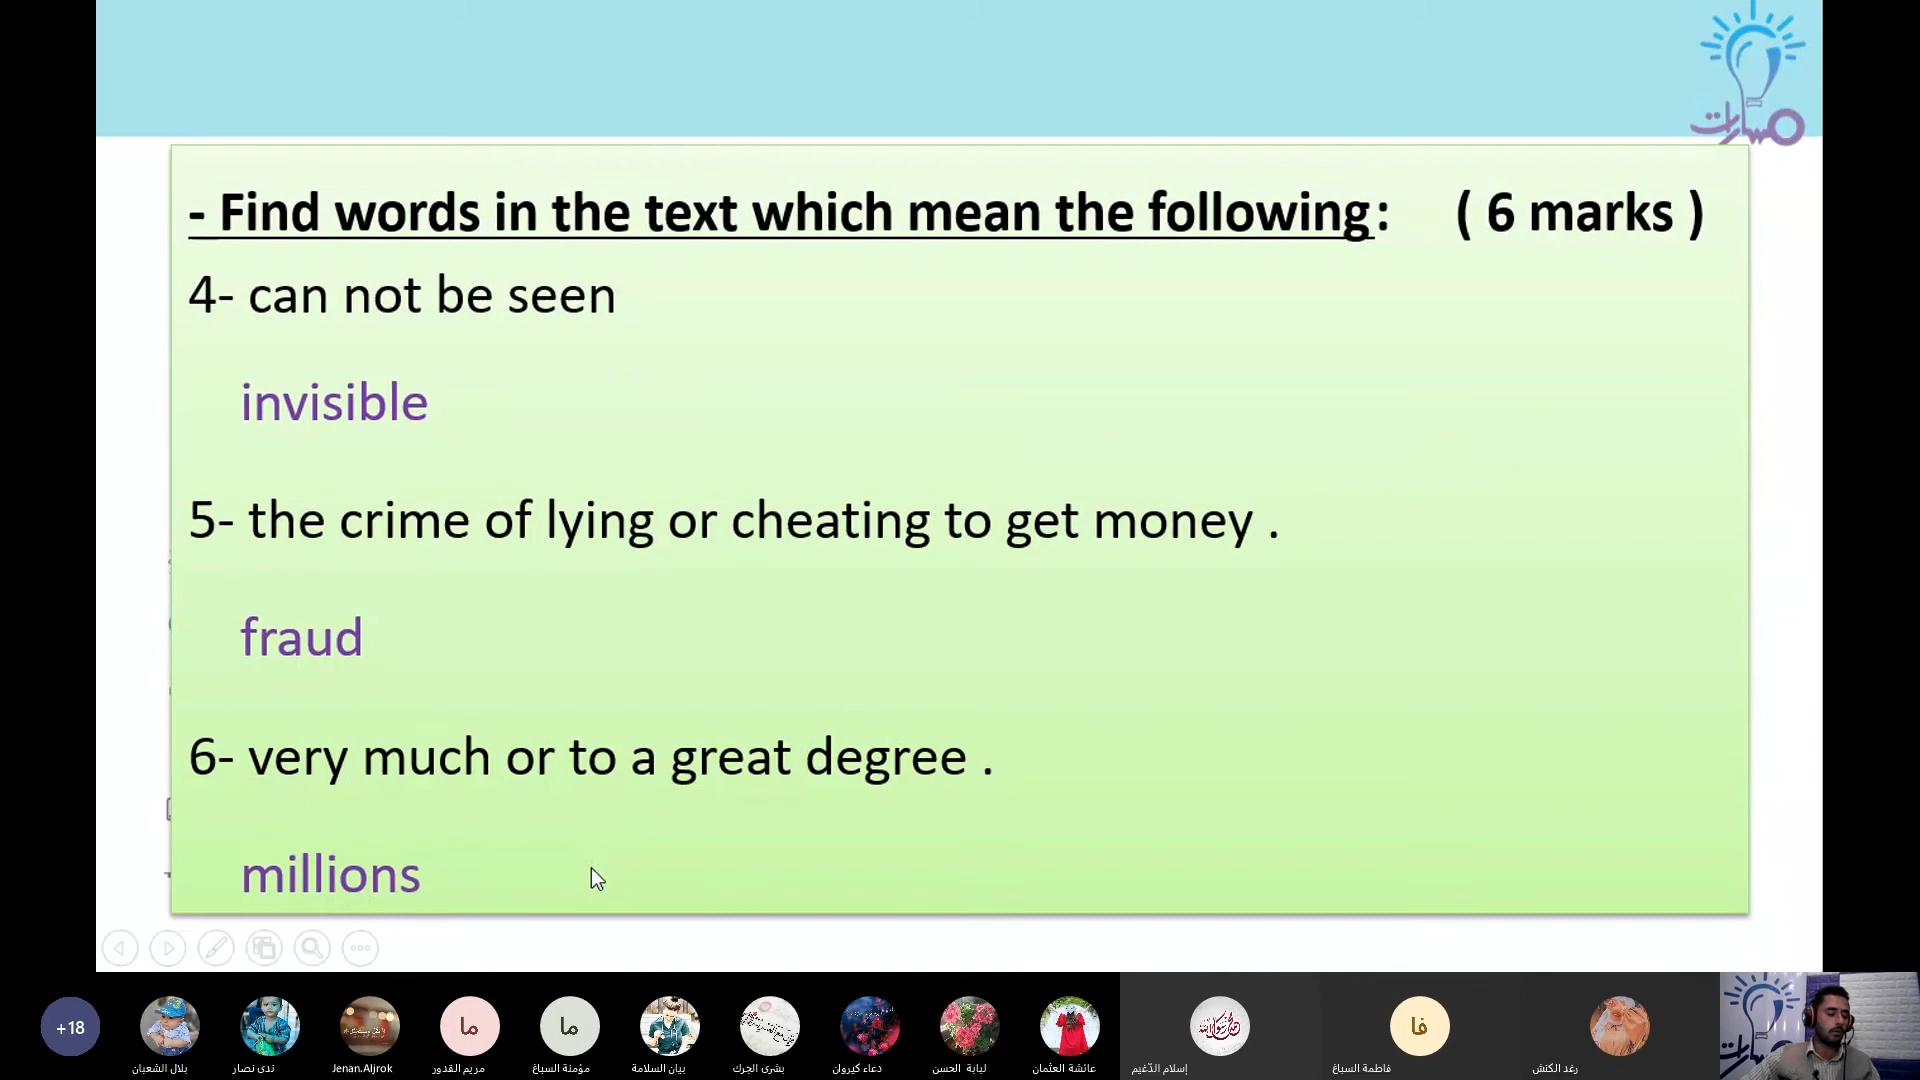 مهارات
- Find words in the text which mean the following: ( 6 marks )
4- can not be seen
invisible
5- the crime of lying or cheating to get money .
fraud
6- very much or to a great degree .
millions
+18
بلال الشعبان
ندى نصار
Jenan.Aljrok
ما
مريم القدور
ما
مؤمنة السباغ
بيان السلامة
بشرى الجرك
دعاء كيروان
لبابة الحسن
عائشة العثمان
إسلام الدّغيم
فا
فاطمة السباغ
رغد الكنش